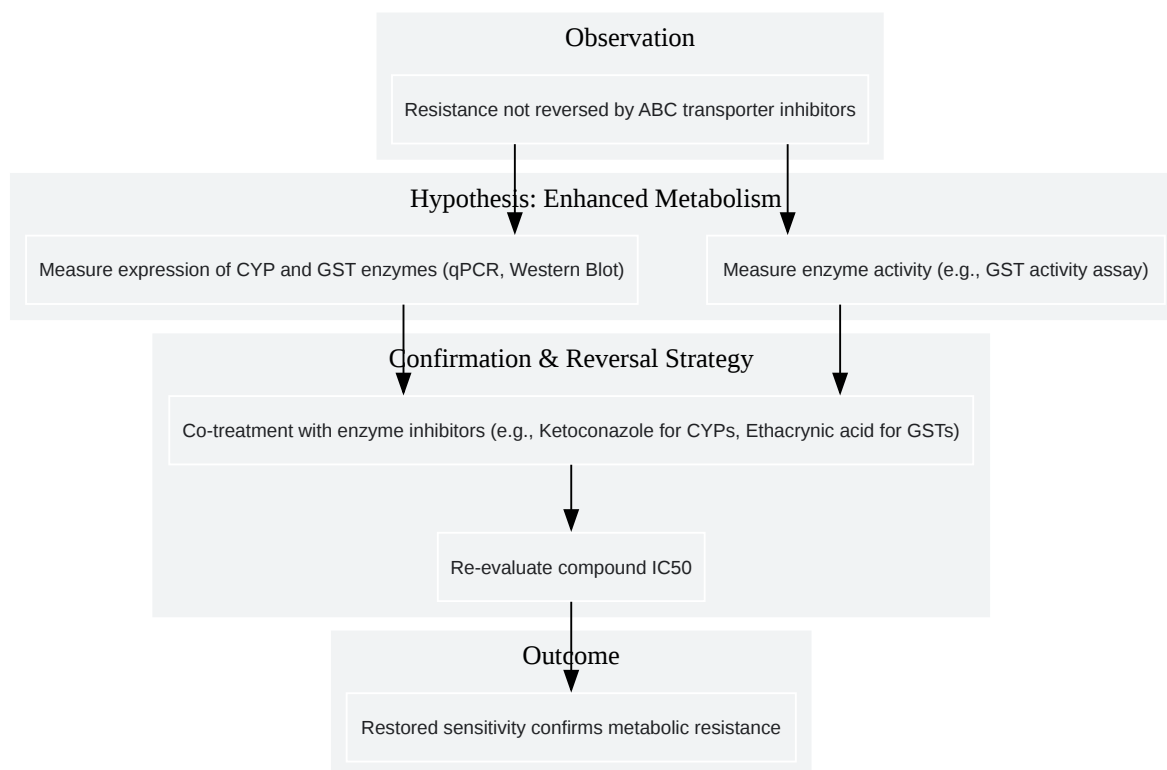 Observation
Resistance not reversed by ABC transporter inhibitors
Hypothesis: Enhanced Metabolism
Measure expression of CYP and GST enzymes (qPCR, Western Blot)
Measure enzyme activity (e.g., GST activity assay)
Confirmation & Reversal Strategy
Co-treatment with enzyme inhibitors (e.g., Ketoconazole for CYPs, Ethacrynic acid for GSTs)
Re-evaluate compound IC50
Outcome
Restored sensitivity confirms metabolic resistance